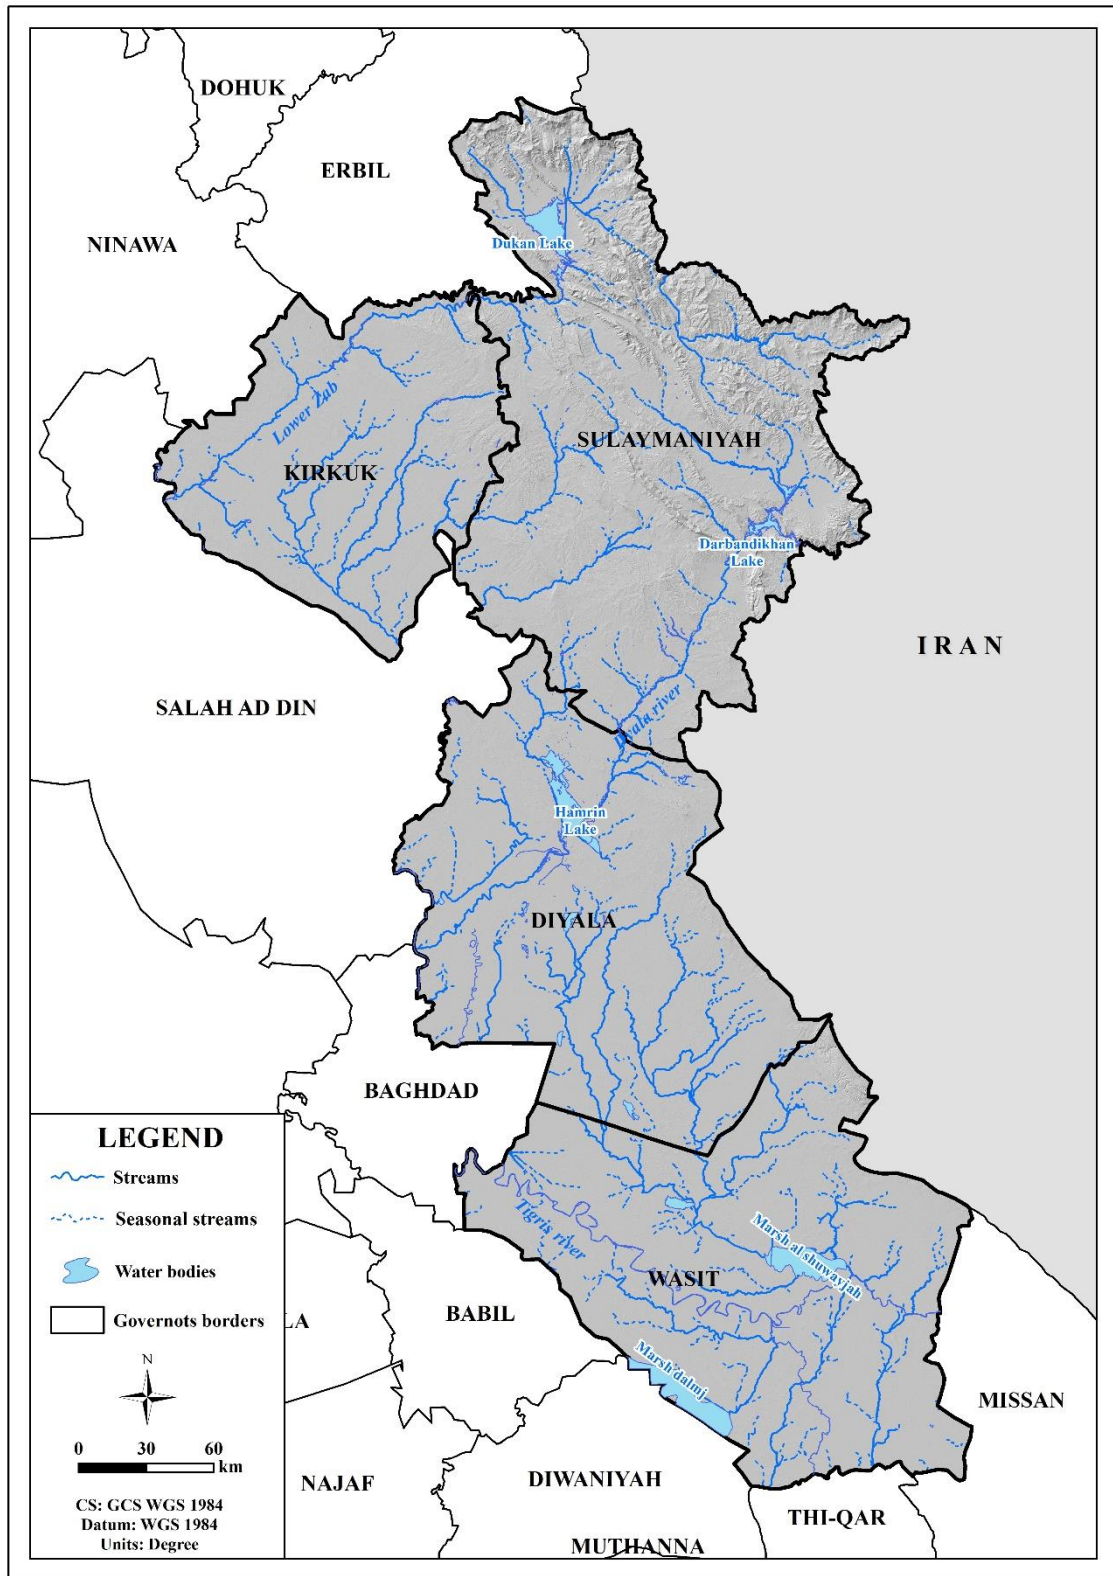 DOHUK
ERBIL
NINAWA
Dukan Lake
Lower Zab
SULAYMANIYAH
KIRKUK
Darbandikhan
Lake
IRAN
SALAH AD DIN
Dyala river
Hamrin
Lake
DIYALA
BAGHDAD
LEGEND
Streams
Seasonal streams
Water bodies
Governots borders
LA
N
0 30 60
km
CS: GCS WGS 1984
Datum: WGS 1984
Units: Degree
Tigris river
Marsh al shuwayjah
WASIT
BABIL
Marsh dalmj
MISSAN
NAJAF
DIWANIYAH
THI-QAR
MUTHANNA